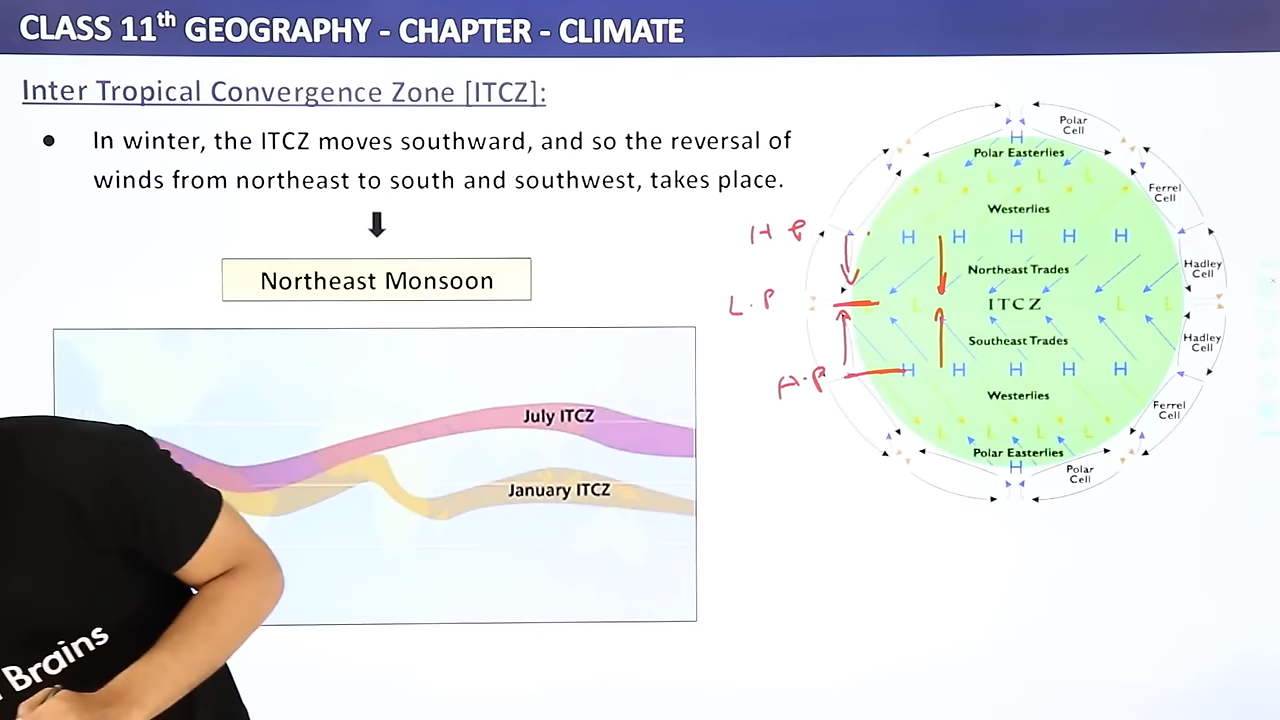 CLASS 11th GEOGRAPHY - CHAPTER - CLIMATE
Inter Tropical Convergence Zone [ITCZ]:
● In winter, the ITCZ moves southward, and so the reversal of
winds from northeast to south and southwest, takes place.
Northeast Monsoon
July ITCZ
January ITCZ
Brains
Polar
Cell
H
Polar Easterlies
L L L L
Ferrel
Cell
Westerlies
H P
H H H H H
Hadley
Cell
Northeast Trades
L.P
L ITCZ L L
Southeast Trades
Hadley
Cell
H.P
H H H H H
Westerlies
Ferrel
Cell
L L L L
Polar Easterlies
H
Polar
Cell